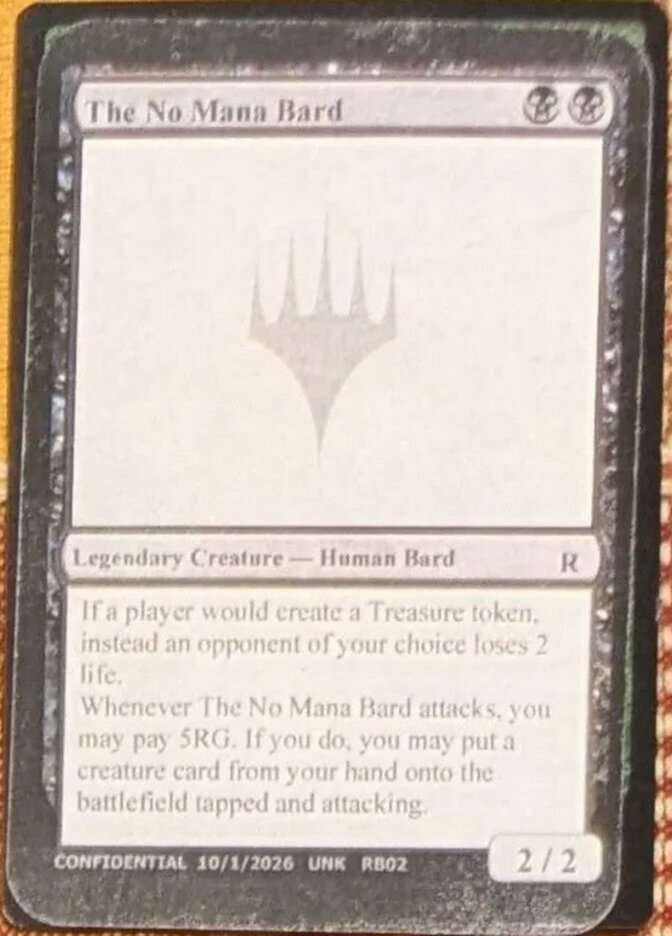 The No Mana Bard
Legendary Creature — Human Bard R
If a player would create a Treasure token,
instead an opponent of your choice loses 2
life.
Whenever The No Mana Bard attacks, you
may pay 5RG. If you do, you may put a
creature card from your hand onto the
battlefield tapped and attacking.
CONFIDENTIAL 10/1/2026 UNK RB02
2 / 2